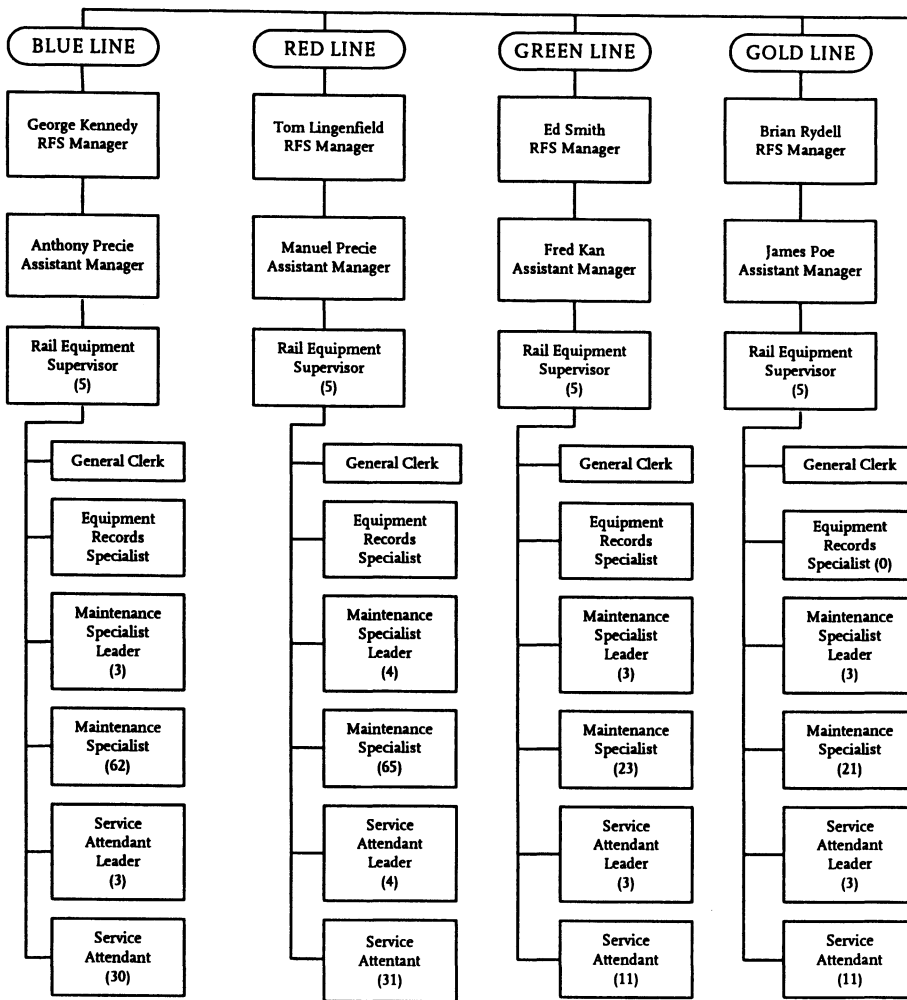 BLUE LINE
George Kennedy
RFS Manager
Anthony Precie
Assistant Manager
Rail Equipment
Supervisor
(5)
General Clerk
Equipment
Records
Specialist
Maintenance
Specialist
Leader
(3)
Maintenance
Specialist
(62)
Service
Attendant
Leader
(3)
Service
Attendant
(30)
RED LINE
Tom Lingenfield
RFS Manager
Manuel Precie
Assistant Manager
Rail Equipment
Supervisor
(5)
General Clerk
Equipment
Records
Specialist
Maintenance
Specialist
Leader
(4)
Maintenance
Specialist
(65)
Service
Attendant
Leader
(4)
Service
Attentant
(31)
GREEN LINE
Ed Smith
RFS Manager
Fred Kan
Assistant Manager
Rail Equipment
Supervisor
(5)
General Clerk
Equipment
Records
Specialist
Maintenance
Specialist
Leader
(3)
Maintenance
Specialist
(23)
Service
Attendant
Leader
(3)
Service
Attendant
(11)
GOLD LINE
Brian Rydell
RFS Manager
James Poe
Assistant Manager
Rail Equipment
Supervisor
(5)
General Clerk
Equipment
Records
Specialist (0)
Maintenance
Specialist
Leader
(3)
Maintenance
Specialist
(21)
Service
Attendant
Leader
(3)
Service
Attendant
(11)